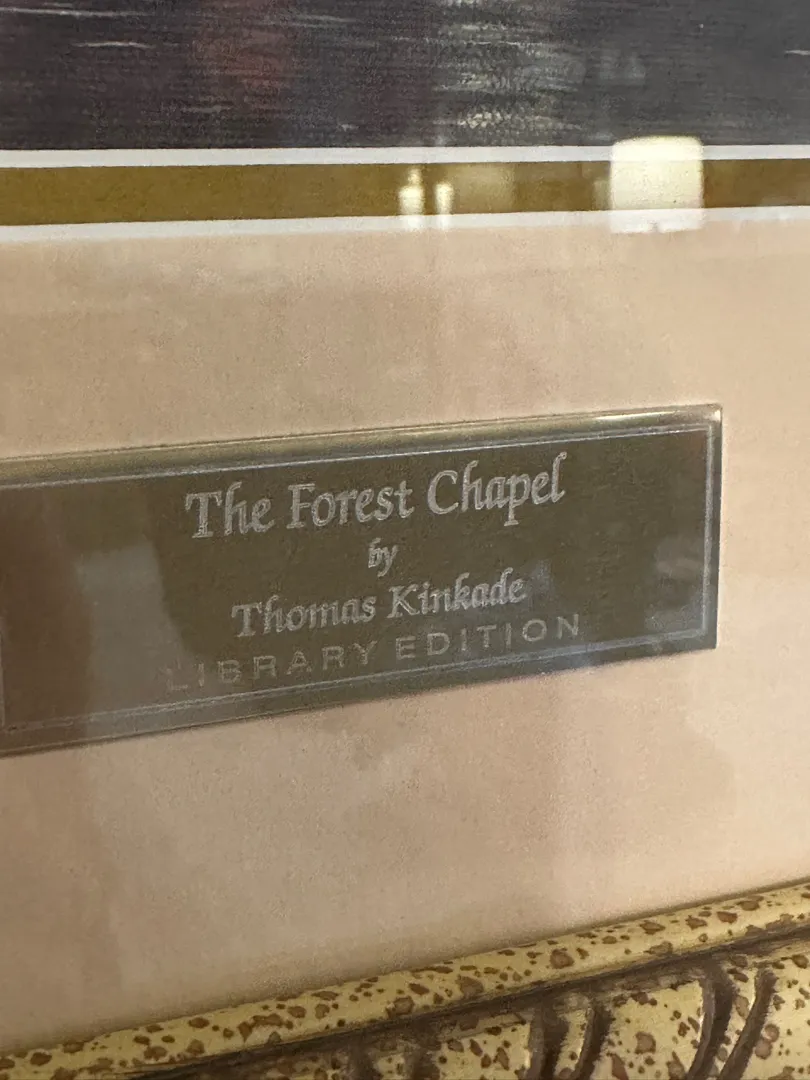 The Forest Chapel
by
Thomas Kinkade
LIBRARY EDITION